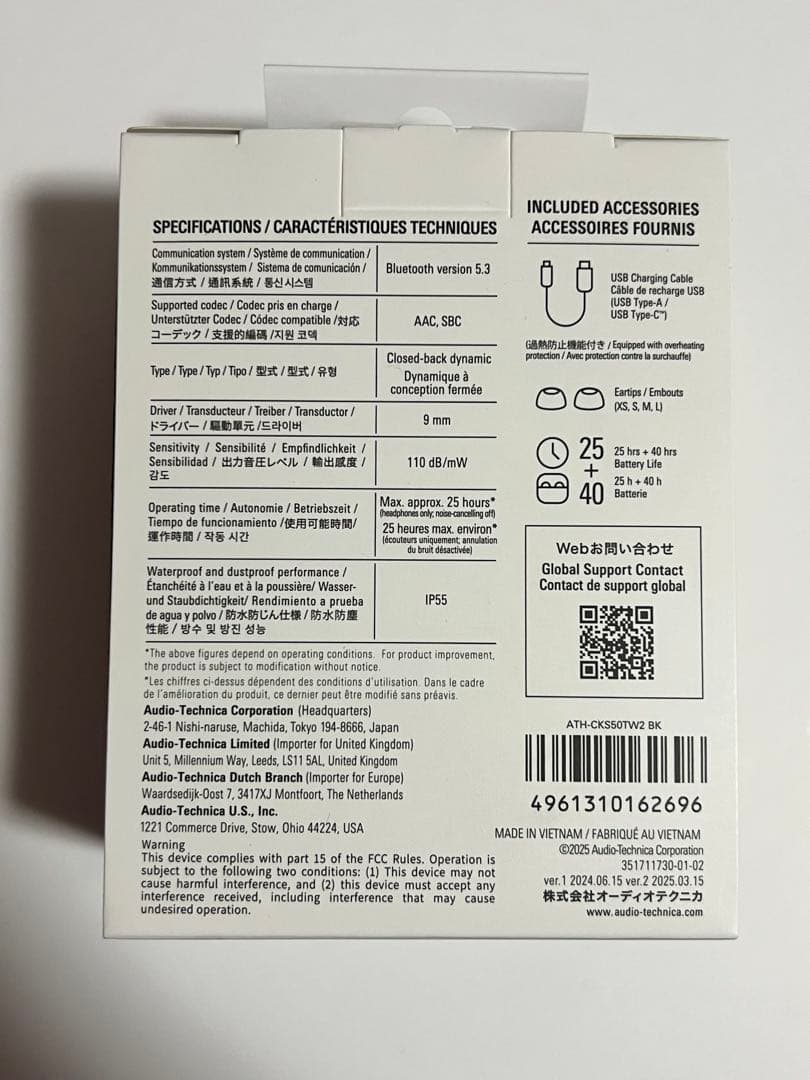 SPECIFICATIONS / CARACTÉRISTIQUES TECHNIQUES
Communication system / Système de communication /
Kommunikationssystem / Sistema de comunicación /
通信方式 / 通訊系統 / 통신시스템
Bluetooth version 5.3
Supported codec / Codec pris en charge /
Unterstützter Codec / Códec compatible /対応
コーデック / 支援的編碼 /지원 코덱
AAC, SBC
Type / Type / Typ / Tipo / 型式 / 型式 / 유형
Closed-back dynamic
Dynamique à
conception fermée
Driver / Transducteur / Treiber / Transductor /
ドライバー / 驅動單元 /드라이버
9 mm
Sensitivity / Sensibilité / Empfindlichkeit /
Sensibilidad / 出力音圧レベル / 輸出感度 /
감도
110 dB/mW
Operating time / Autonomie / Betriebszeit /
Tiempo de funcionamiento /使用可能時間/
運作時間 / 작동 시간
Max. approx. 25 hours*
(headphones only; noise-cancelling off)
25 heures max. environ*
(écouteurs uniquement; annulation
du bruit désactivée)
Waterproof and dustproof performance /
Étanchéité à l'eau et à la poussière/ Wasser-
und Staubdichtigkeit/ Rendimiento a prueba
de agua y polvo / 防水防じん仕様 / 防水防塵
性能 / 방수 및 방진 성능
IP55
*The above figures depend on operating conditions. For product improvement,
the product is subject to modification without notice.
*Les chiffres ci-dessus dépendent des conditions d'utilisation. Dans le cadre
de l'amélioration du produit, ce dernier peut être modifié sans préavis.
Audio-Technica Corporation (Headquarters)
2-46-1 Nishi-naruse, Machida, Tokyo 194-8666, Japan
Audio-Technica Limited (Importer for United Kingdom)
Unit 5, Millennium Way, Leeds, LS11 5AL, United Kingdom
Audio-Technica Dutch Branch (Importer for Europe)
Waardsedijk-Oost 7, 3417XJ Montfoort, The Netherlands
Audio-Technica U.S., Inc.
1221 Commerce Drive, Stow, Ohio 44224, USA
Warning
This device complies with part 15 of the FCC Rules. Operation is
subject to the following two conditions: (1) This device may not
cause harmful interference, and (2) this device must accept any
interference received, including interference that may cause
undesired operation.
INCLUDED ACCESSORIES
ACCESSOIRES FOURNIS
USB Charging Cable
Câble de recharge USB
(USB Type-A /
USB Type-C™)
(過熱防止機能付き / Equipped with overheating
protection / Avec protection contre la surchauffe)
Eartips / Embouts
(XS, S, M, L)
25
+
40
25 hrs + 40 hrs
Battery Life
25 h + 40 h
Batterie
Webお問い合わせ
Global Support Contact
Contact de support global
ATH-CKS50TW2 BK
4961310162696
MADE IN VIETNAM / FABRIQUÉ AU VIETNAM
©2025 Audio-Technica Corporation
351711730-01-02
ver.1 2024.06.15 ver.2 2025.03.15
株式会社オーディオテクニカ
www.audio-technica.com